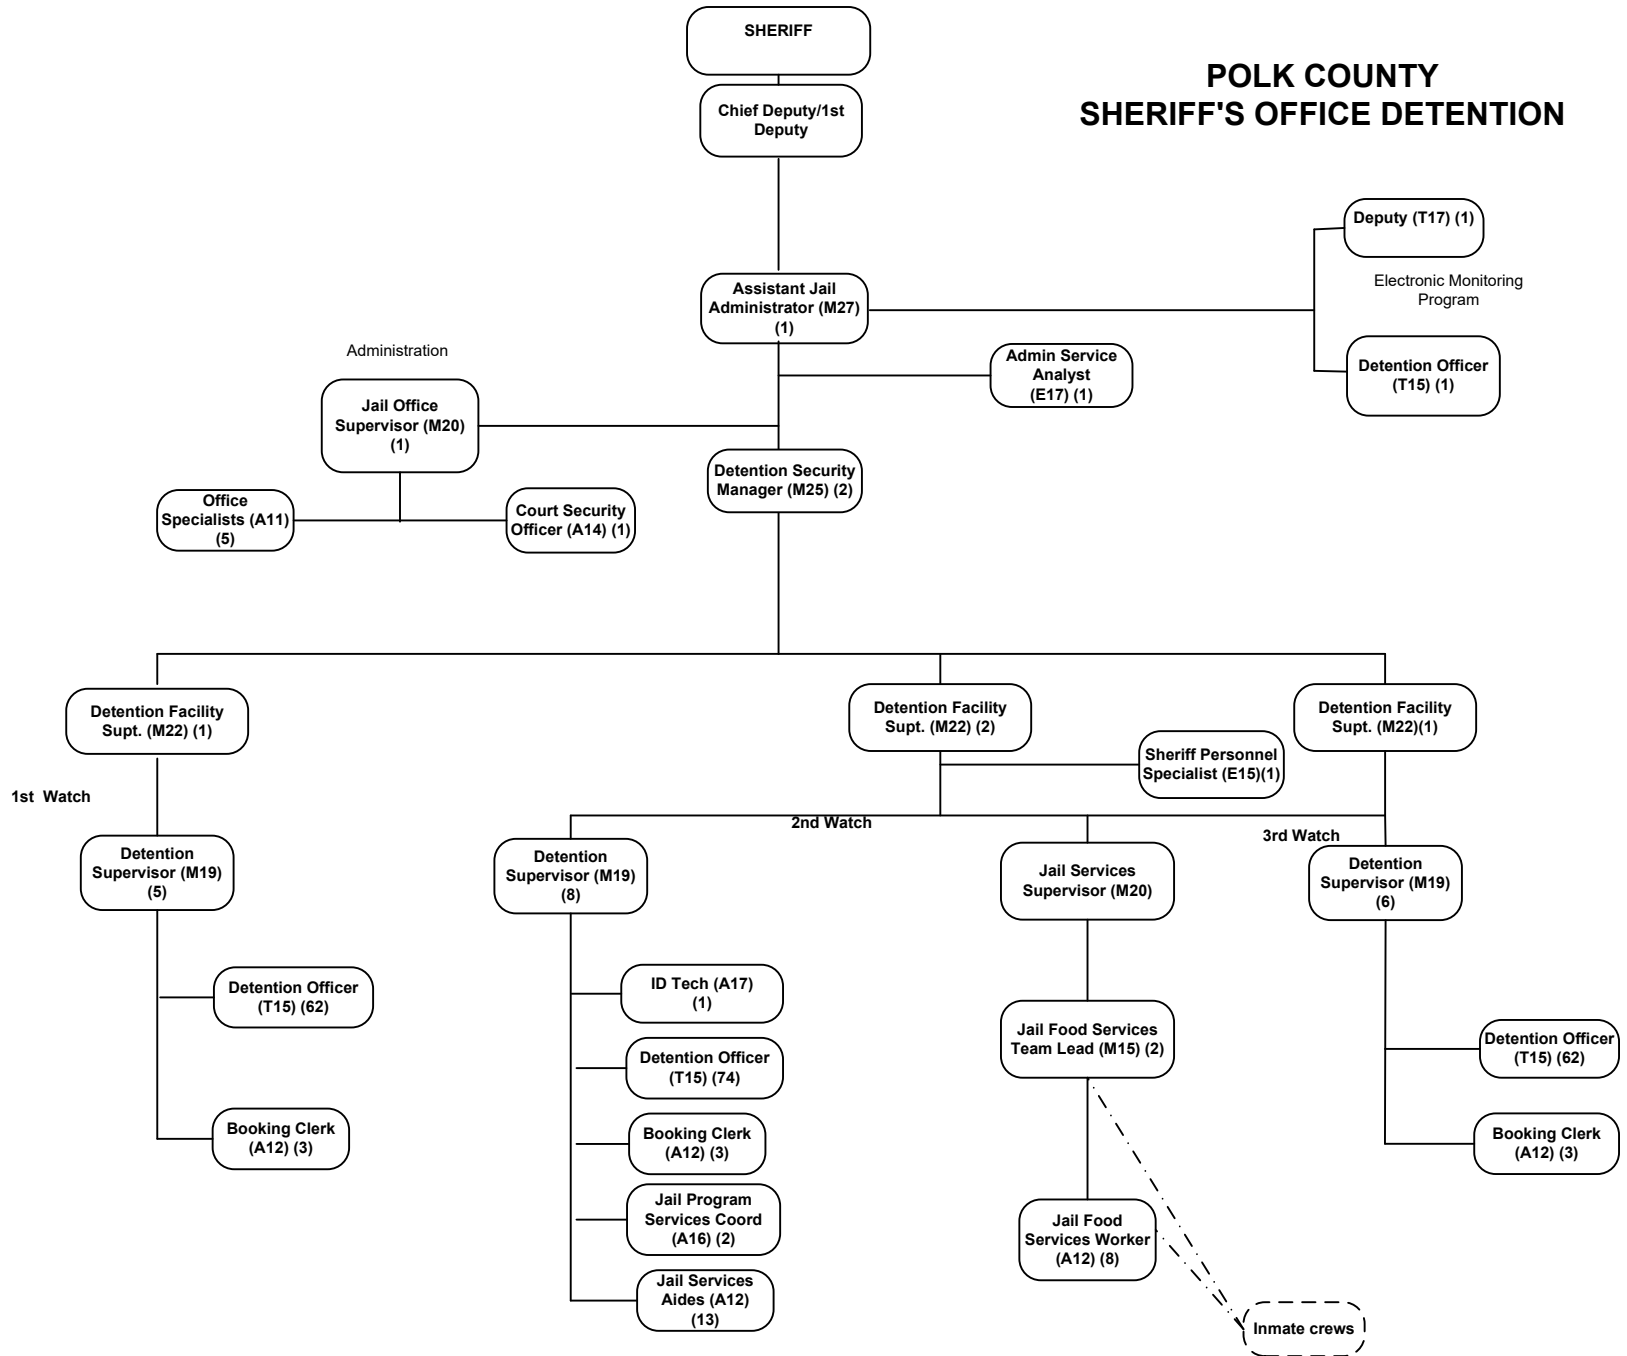 SHERIFF
POLK COUNTY
SHERIFF'S OFFICE DETENTION
Chief Deputy/1st
Deputy
Deputy (T17) (1)
Electronic Monitoring
Program
Assistant Jail
Administrator (M27)
(1)
Administration
Admin Service
Analyst
(E17) (1)
Detention Officer
(T15) (1)
Jail Office
Supervisor (M20)
(1)
Detention Security
Manager (M25) (2)
Office
Specialists (A11)
(5)
Court Security
Officer (A14) (1)
Detention Facility
Supt. (M22) (1)
Detention Facility
Supt. (M22) (2)
Detention Facility
Supt. (M22)(1)
Sheriff Personnel
Specialist (E15)(1)
1st  Watch
2nd Watch
3rd Watch
Detention
Supervisor (M19)
(5)
Detention
Supervisor (M19)
(8)
Jail Services
Supervisor (M20)
Detention
Supervisor (M19)
(6)
Detention Officer
(T15) (62)
ID Tech (A17)
(1)
Jail Food Services
Team Lead (M15) (2)
Detention Officer
(T15) (62)
Detention Officer
(T15) (74)
Booking Clerk
(A12) (3)
Booking Clerk
(A12) (3)
Booking Clerk
(A12) (3)
Jail Program
Services Coord
(A16) (2)
Jail Food
Services Worker
(A12) (8)
Jail Services
Aides (A12)
(13)
Inmate crews